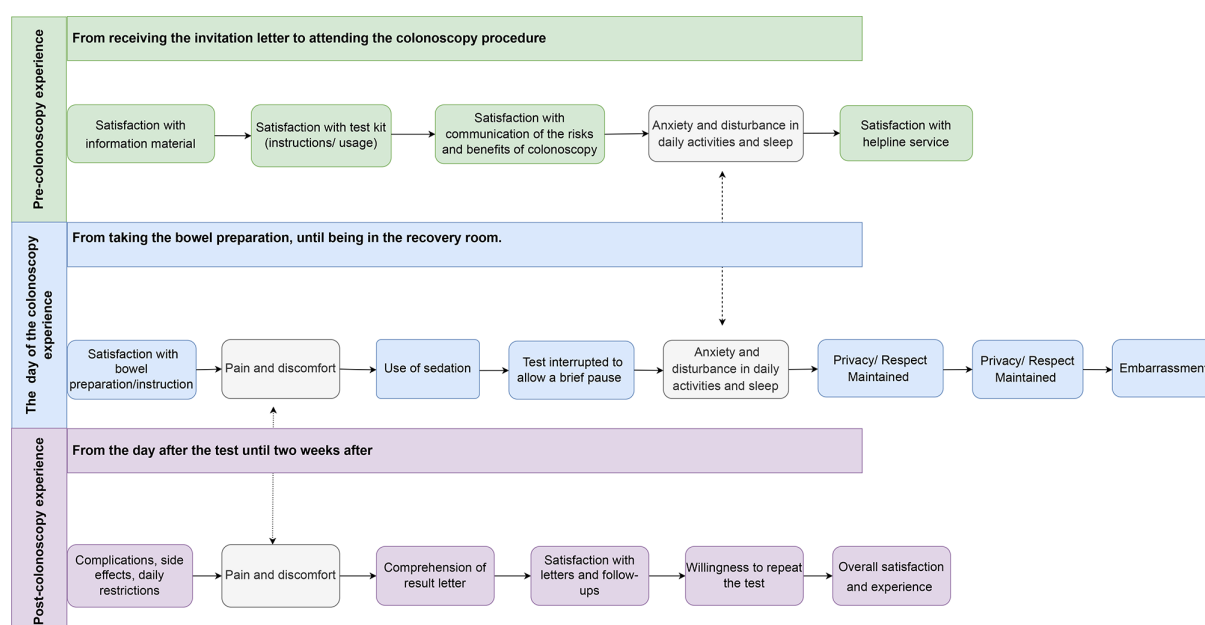 Pre-colonoscopy experience
From receiving the invitation letter to attending the colonoscopy procedure
Satisfaction with
information material
Satisfaction with test kit
(instructions/ usage)
Satisfaction with
communication of the risks
and benefits of colonoscopy
Anxiety and disturbance in
daily activities and sleep
Satisfaction with
helpline service
The day of the colonoscopy
experience
From taking the bowel preparation, until being in the recovery room.
Satisfaction with
bowel
preparation/instruction
Pain and discomfort
Use of sedation
Test interrupted to
allow a brief pause
Anxiety and
disturbance in daily
activities and sleep
Privacy/ Respect
Maintained
Privacy/ Respect
Maintained
Embarrassment
Post-colonoscopy experience
From the day after the test until two weeks after
Complications, side
effects, daily
restrictions
Pain and discomfort
Comprehension of
result letter
Satisfaction with
letters and follow-
ups
Willingness to repeat
the test
Overall satisfaction
and experience